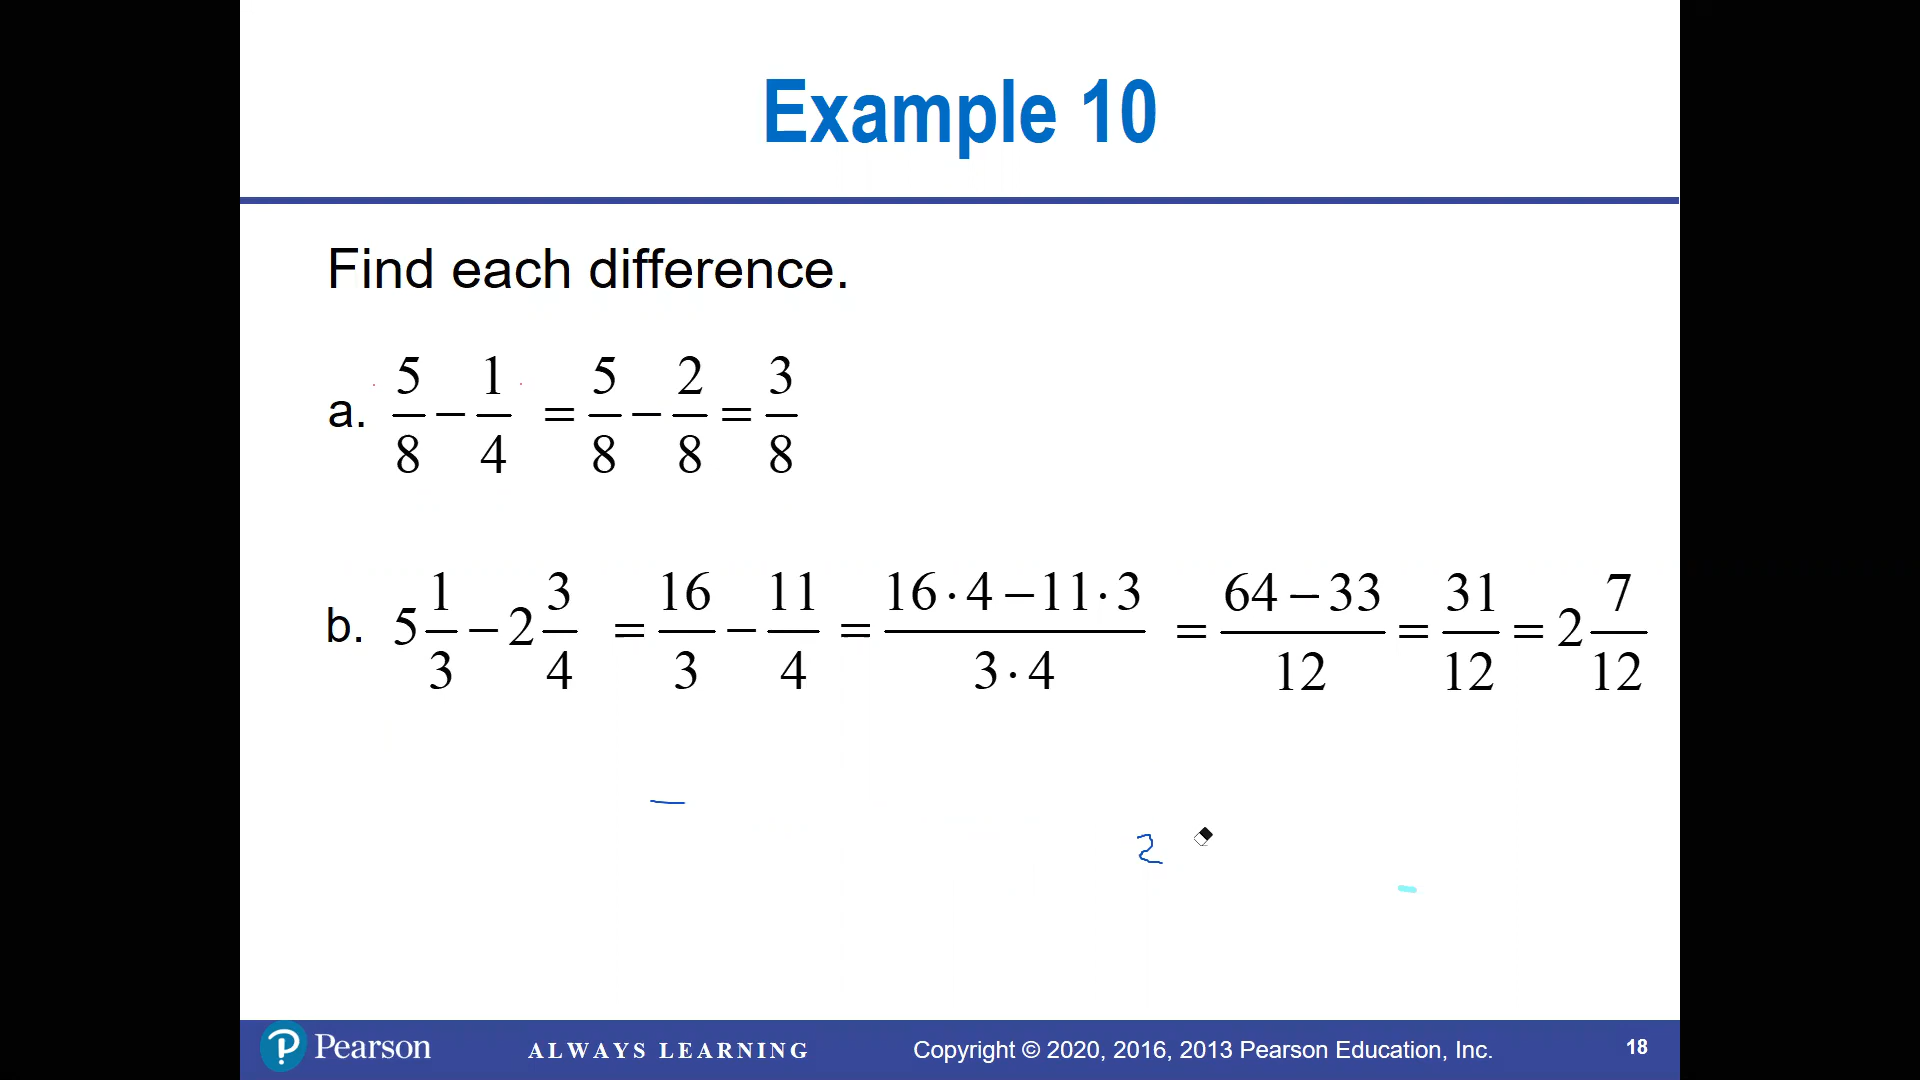 Example 10
Find each difference.
a. 5/8 − 1/4 = 5/8 − 2/8 = 3/8
b. 5 1/3 − 2 3/4 = 16/3 − 11/4 = (16·4 − 11·3)/(3·4) = (64 − 33)/12 = 31/12 = 2 7/12
2
Pearson ALWAYS LEARNING Copyright © 2020, 2016, 2013 Pearson Education, Inc. 18